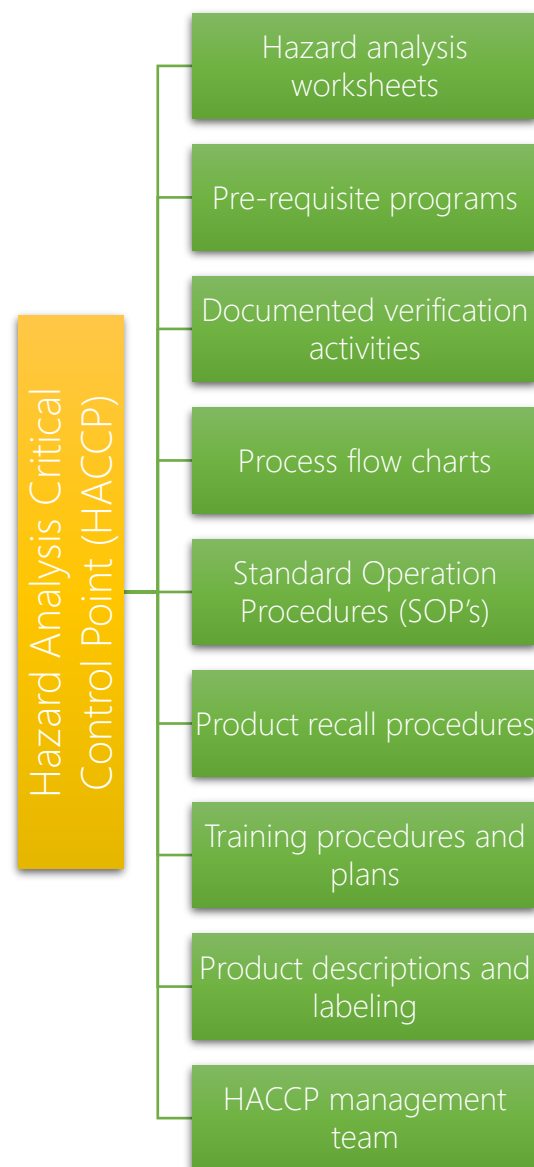 Hazard Analysis Critical
Control Point (HACCP)
Hazard analysis
worksheets
Pre-requisite programs
Documented verification
activities
Process flow charts
Standard Operation
Procedures (SOP's)
Product recall procedures
Training procedures and
plans
Product descriptions and
labeling
HACCP management
team